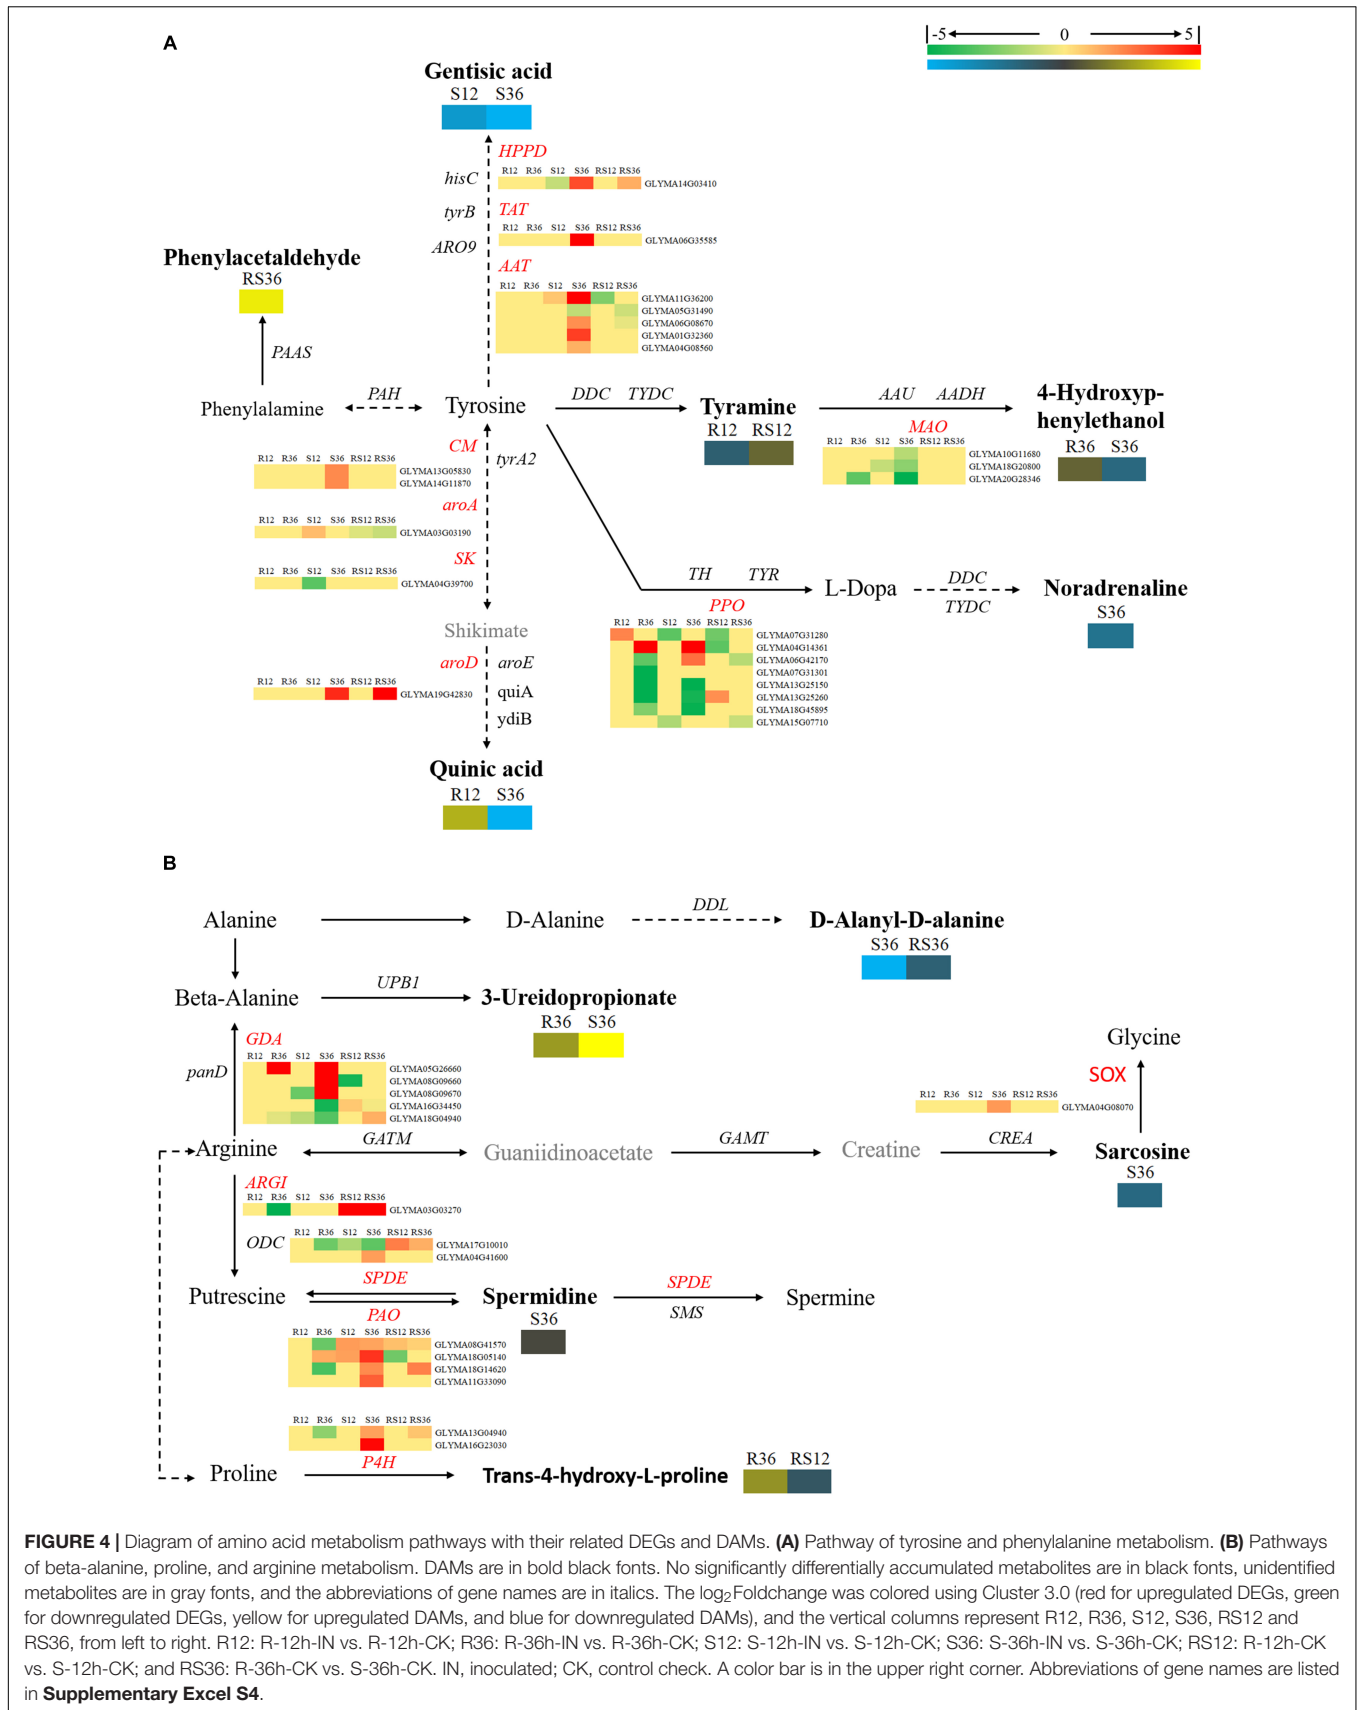 A
-5 0 5
Gentisic acid
S12 S36
HPPD
R12 R36 S12 S36 RS12 RS36
hisC
GLYMA14G03410
tyrB TAT
R12 R36 S12 S36 RS12 RS36
ARO9
GLYMA06G35585
AAT
R12 R36 S12 S36 RS12 RS36
GLYMA11G36200
GLYMA05G31490
GLYMA06G08670
GLYMA01G32360
GLYMA04G08560
Phenylacetaldehyde
RS36
PAAS
Phenylalamine
PAH
Tyrosine
DDC TYDC
Tyramine
R12 RS12
AAU AADH
MAO
R12 R36 S12 S36 RS12 RS36
GLYMA10G11680
GLYMA18G20800
GLYMA20G28346
4-Hydroxyp-
henylethanol
R36 S36
CM
tyrA2
R12 R36 S12 S36 RS12 RS36
GLYMA13G05830
GLYMA14G11870
aroA
R12 R36 S12 S36 RS12 RS36
GLYMA03G03190
SK
R12 R36 S12 S36 RS12 RS36
GLYMA04G39700
TH TYR
PPO
R12 R36 S12 S36 RS12 RS36
GLYMA07G31280
GLYMA04G14361
GLYMA06G42170
GLYMA07G31301
GLYMA13G25150
GLYMA13G25260
GLYMA18G45895
GLYMA15G07710
L-Dopa
DDC
TYDC
Noradrenaline
S36
Shikimate
aroD aroE
R12 R36 S12 S36 RS12 RS36
GLYMA19G42830
quiA
ydiB
Quinic acid
R12 S36
B
Alanine
D-Alanine
DDL
D-Alanyl-D-alanine
S36 RS36
Beta-Alanine
UPB1
3-Ureidopropionate
R36 S36
GDA
panD
R12 R36 S12 S36 RS12 RS36
GLYMA05G26660
GLYMA08G09660
GLYMA08G09670
GLYMA16G34450
GLYMA18G04940
Glycine
SOX
R12 R36 S12 S36 RS12 RS36
GLYMA04G08070
Arginine
GATM
Guaniidinoacetate
GAMT
Creatine
CREA
Sarcosine
S36
ARGI
R12 R36 S12 S36 RS12 RS36
GLYMA03G03270
ODC
R12 R36 S12 S36 RS12 RS36
GLYMA17G10010
GLYMA04G41600
Putrescine
SPDE
PAO
Spermidine
S36
SPDE
SMS
Spermine
R12 R36 S12 S36 RS12 RS36
GLYMA08G41570
GLYMA18G05140
GLYMA18G14620
GLYMA11G33090
R12 R36 S12 S36 RS12 RS36
GLYMA13G04940
GLYMA16G23030
Proline
P4H
Trans-4-hydroxy-L-proline
R36 RS12
FIGURE 4 | Diagram of amino acid metabolism pathways with their related DEGs and DAMs. (A) Pathway of tyrosine and phenylalanine metabolism. (B) Pathways
of beta-alanine, proline, and arginine metabolism. DAMs are in bold black fonts. No significantly differentially accumulated metabolites are in black fonts, unidentified
metabolites are in gray fonts, and the abbreviations of gene names are in italics. The log2Foldchange was colored using Cluster 3.0 (red for upregulated DEGs, green
for downregulated DEGs, yellow for upregulated DAMs, and blue for downregulated DAMs), and the vertical columns represent R12, R36, S12, S36, RS12 and
RS36, from left to right. R12: R-12h-IN vs. R-12h-CK; R36: R-36h-IN vs. R-36h-CK; S12: S-12h-IN vs. S-12h-CK; S36: S-36h-IN vs. S-36h-CK; RS12: R-12h-CK
vs. S-12h-CK; and RS36: R-36h-CK vs. S-36h-CK. IN, inoculated; CK, control check. A color bar is in the upper right corner. Abbreviations of gene names are listed
in Supplementary Excel S4.